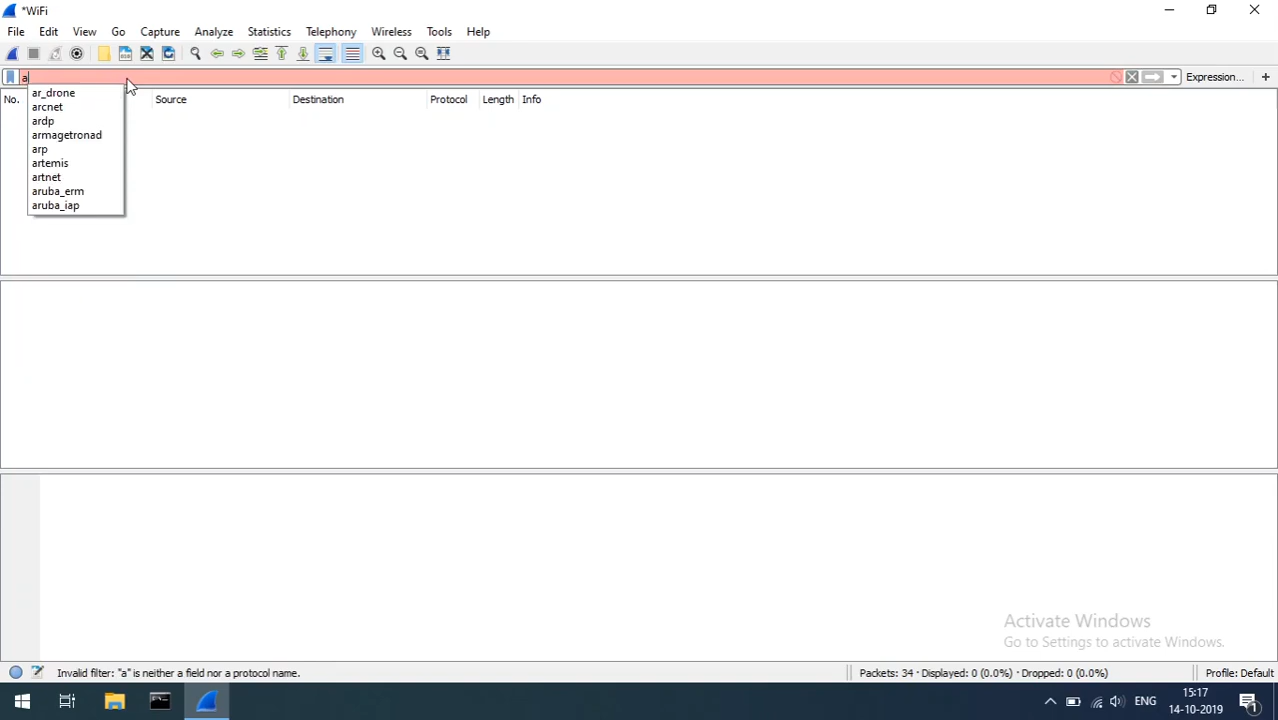 *WiFi
File Edit View Go Capture Analyze Statistics Telephony Wireless Tools Help
a Expression... +
No. Source Destination Protocol Length Info
ar_drone
arcnet
ardp
armagetronad
arp
artemis
artnet
aruba_erm
aruba_iap
Activate Windows
Go to Settings to activate Windows.
Invalid filter: "a" is neither a field nor a protocol name. Packets: 34 · Displayed: 0 (0.0%) · Dropped: 0 (0.0%) Profile: Default
ENG 15:17 1
14-10-2019